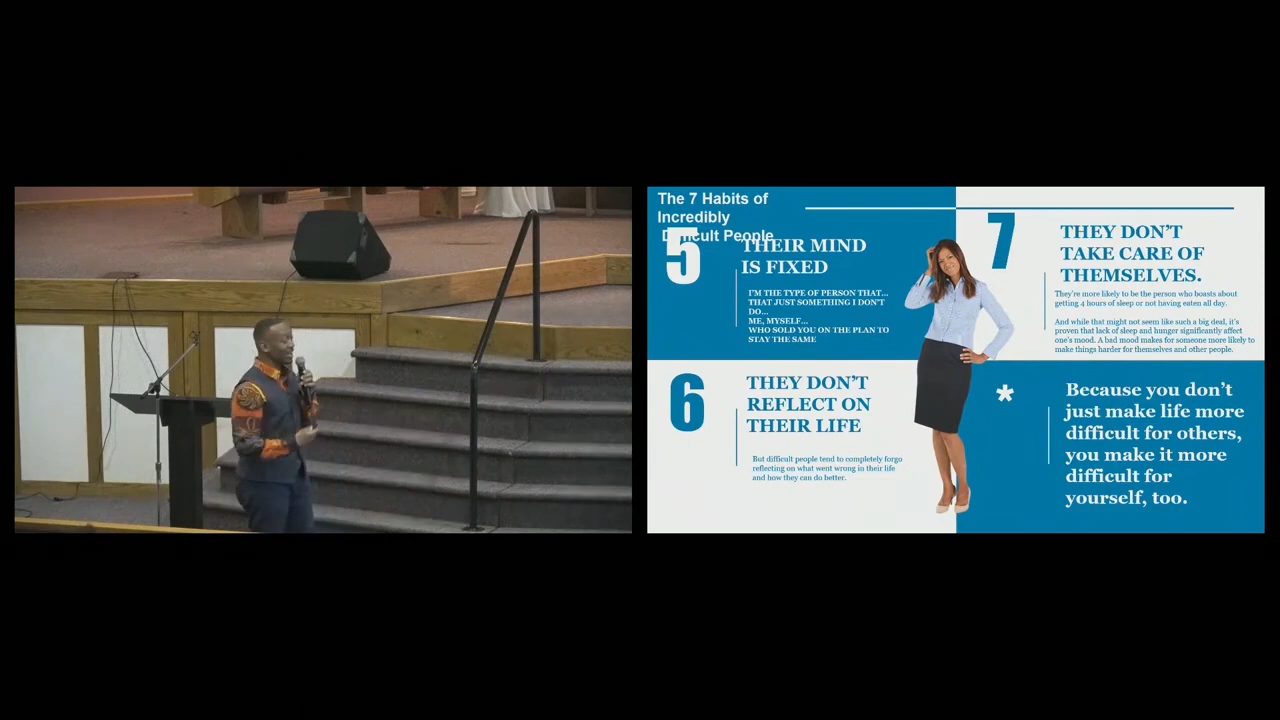 The 7 Habits of
Incredibly
Difficult People
5
THEIR MIND
IS FIXED
I'M THE TYPE OF PERSON THAT...
THAT JUST SOMETHING I DON'T
DO...
ME, MYSELF...
WHO SOLD YOU ON THE PLAN TO
STAY THE SAME
6
THEY DON'T
REFLECT ON
THEIR LIFE
But difficult people tend to completely forgo
reflecting on what went wrong in their life
and how they can do better.
7
THEY DON'T
TAKE CARE OF
THEMSELVES.
They're more likely to be the person who boasts about
getting 4 hours of sleep or not having eaten all day.
And while that might not seem like such a big deal, it's
proven that lack of sleep and hunger significantly affect
one's mood. A bad mood makes for someone more likely to
make things harder for themselves and other people.
*
Because you don't
just make life more
difficult for others,
you make it more
difficult for
yourself, too.